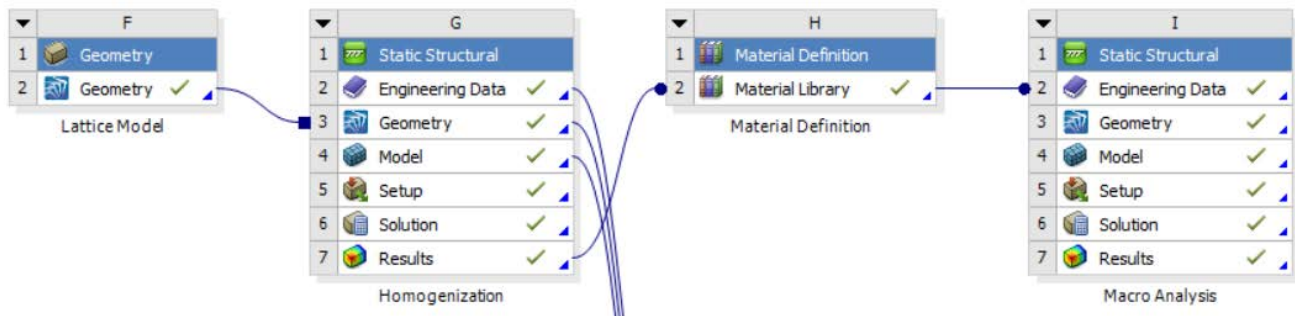 F
1 Geometry
2 Geometry
Lattice Model
G
1 Static Structural
2 Engineering Data
3 Geometry
4 Model
5 Setup
6 Solution
7 Results
Homogenization
H
1 Material Definition
2 Material Library
Material Definition
I
1 Static Structural
2 Engineering Data
3 Geometry
4 Model
5 Setup
6 Solution
7 Results
Macro Analysis